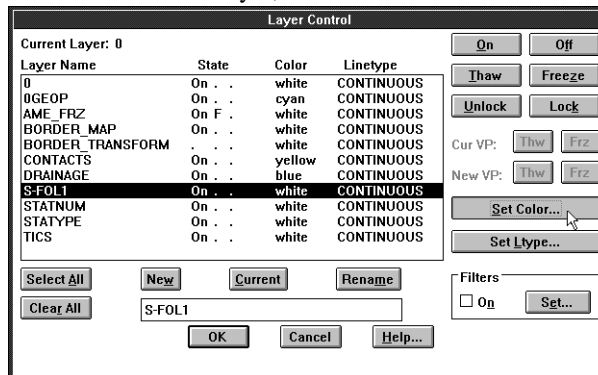 Layer Control
Current Layer: 0
Layer Name State Color Linetype
0 On . . white CONTINUOUS
0GEOP On . . cyan CONTINUOUS
AME_FRZ On F . white CONTINUOUS
BORDER_MAP On . . white CONTINUOUS
BORDER_TRANSFORM . . . white CONTINUOUS
CONTACTS On . . yellow CONTINUOUS
DRAINAGE On . . blue CONTINUOUS
S-FOL1 On . . white CONTINUOUS
STATNUM On . . white CONTINUOUS
STATYPE On . . white CONTINUOUS
TICS On . . white CONTINUOUS
On Off
Thaw Freeze
Unlock Lock
Cur VP: Thw Frz
New VP: Thw Frz
Set Color...
Set Ltype...
Select All New Current Rename
Clear All S-FOL1
OK Cancel Help...
Filters
On Set...